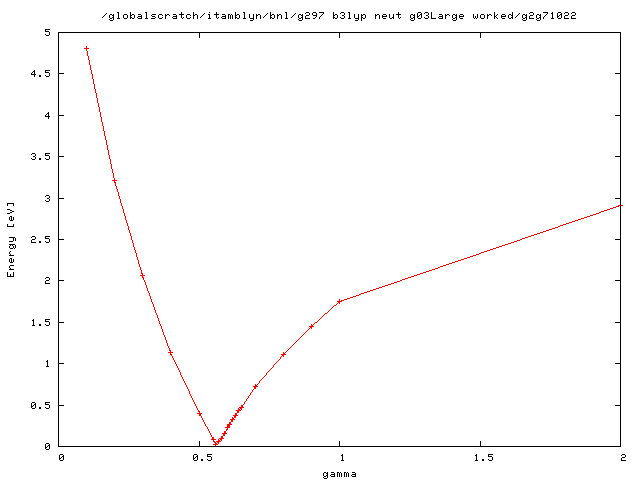 /globalscratch/itamblyn/bnl/g297 b3lyp neut g03Large worked/g2g71022
5
4.5
4
3.5
3
2.5
2
1.5
1
0.5
0
Energy [eV]
0 0.5 1 1.5 2
gamma